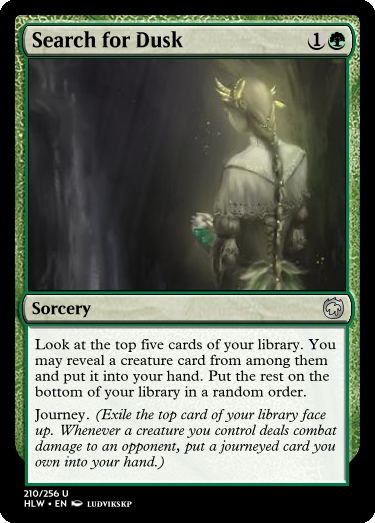 Search for Dusk 1
Sorcery
Look at the top five cards of your library. You
may reveal a creature card from among them
and put it into your hand. Put the rest on the
bottom of your library in a random order.
Journey. (Exile the top card of your library face
up. Whenever a creature you control deals combat
damage to an opponent, put a journeyed card you
own into your hand.)
210/256 U
HLW • EN LUDVIKSKP